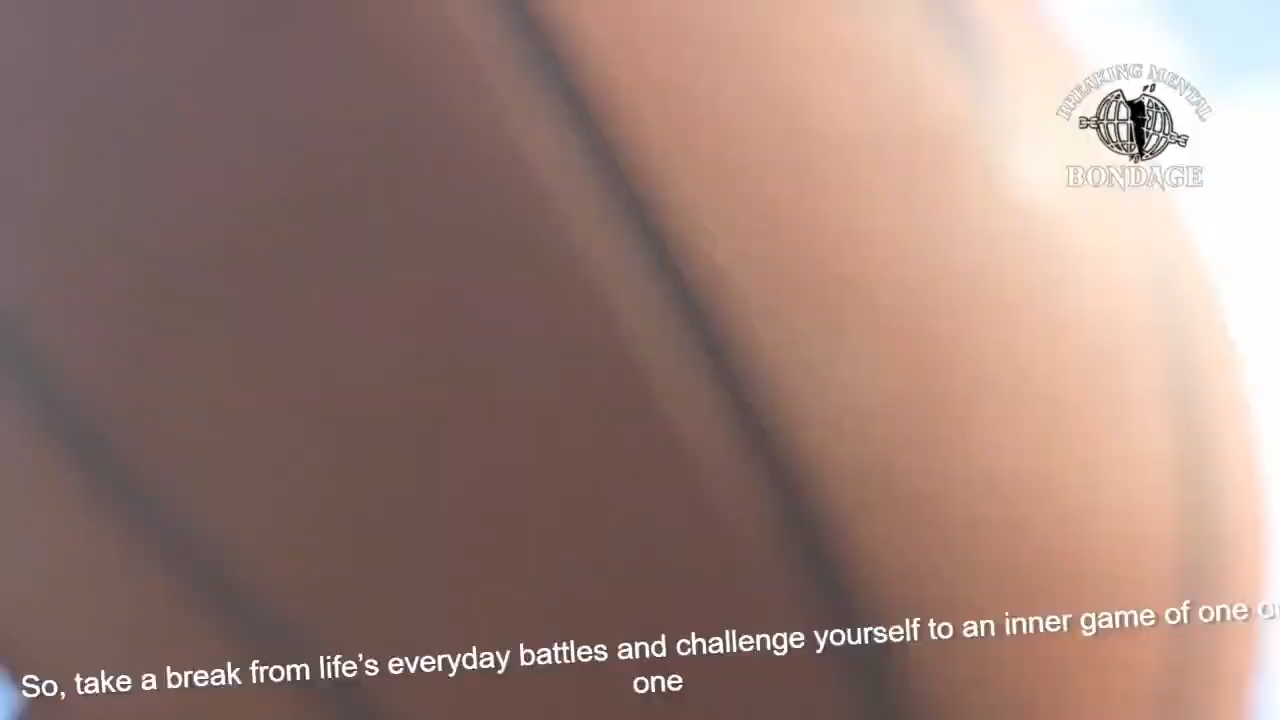 BREAKING MENTAL
BONDAGE
So, take a break from life's everyday battles and challenge yourself to an inner game of one
one